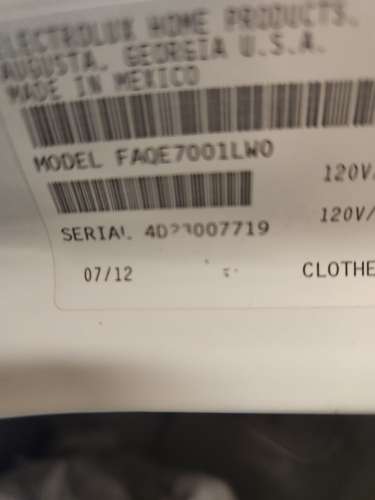 ELECTROLUX HOME PRODUCTS.
AUGUSTA, GEORGIA U.S.A.
MADE IN MEXICO
MODEL FAQE7001LW0
120V/
SERIAL 4D23007719
120V/
07/12
CLOTHE